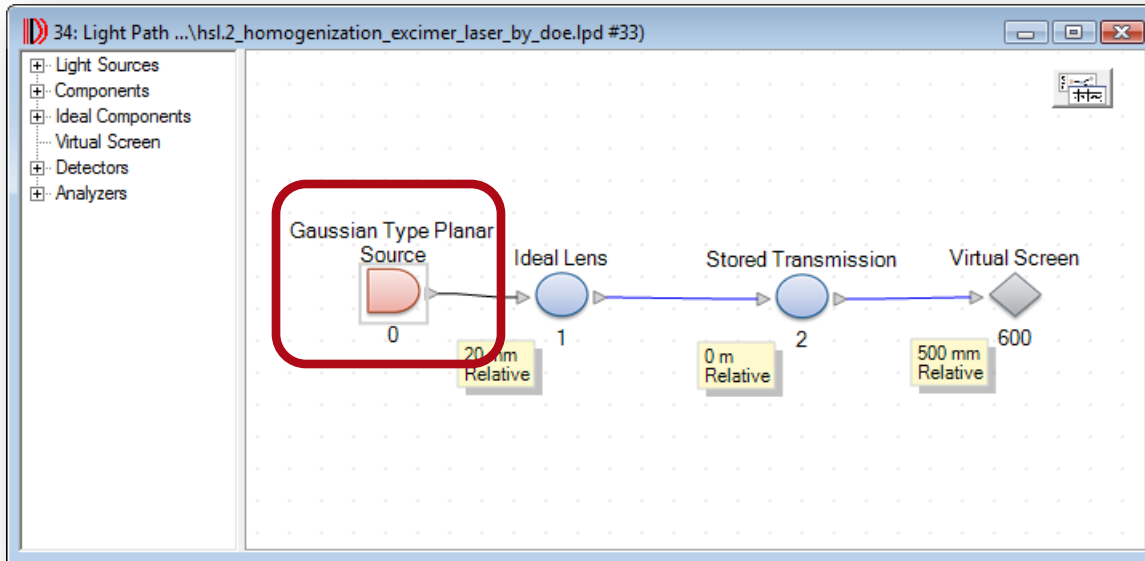 34: Light Path ...\hsl.2_homogenization_excimer_laser_by_doe.lpd #33)
Light Sources
Components
Ideal Components
Virtual Screen
Detectors
Analyzers
Gaussian Type Planar
Source
0
Ideal Lens
1
Stored Transmission
2
Virtual Screen
600
20 mm
Relative
0 m
Relative
500 mm
Relative